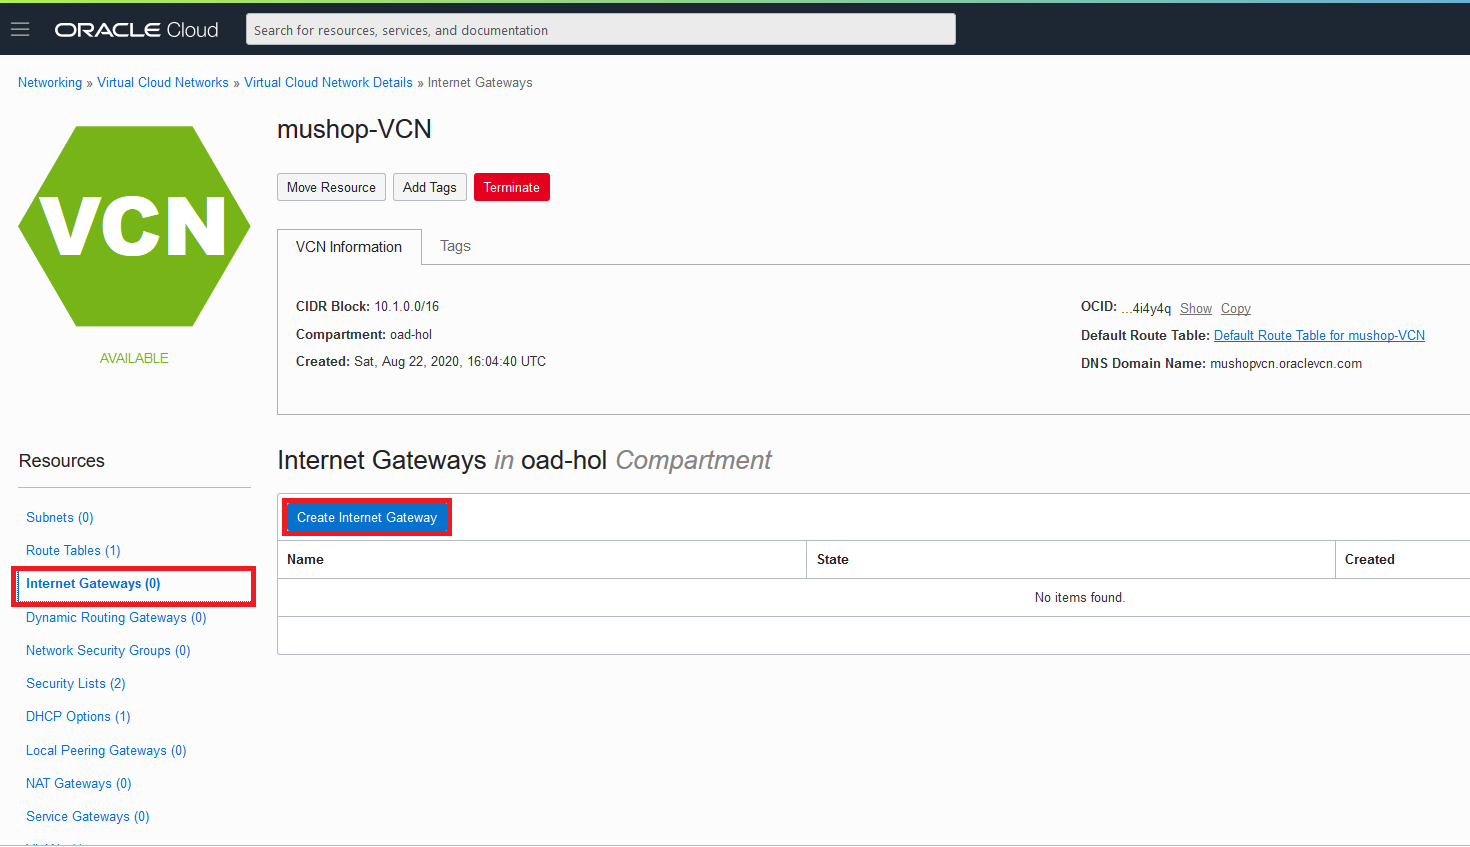 ORACLE Cloud
Search for resources, services, and documentation
Networking » Virtual Cloud Networks » Virtual Cloud Network Details » Internet Gateways
VCN
AVAILABLE
mushop-VCN
Move Resource Add Tags Terminate
VCN Information Tags
CIDR Block: 10.1.0.0/16
Compartment: oad-hol
Created: Sat, Aug 22, 2020, 16:04:40 UTC
OCID: ...4i4y4q Show Copy
Default Route Table: Default Route Table for mushop-VCN
DNS Domain Name: mushopvcn.oraclevcn.com
Resources
Subnets (0)
Route Tables (1)
Internet Gateways (0)
Dynamic Routing Gateways (0)
Network Security Groups (0)
Security Lists (2)
DHCP Options (1)
Local Peering Gateways (0)
NAT Gateways (0)
Service Gateways (0)
Internet Gateways in oad-hol Compartment
Create Internet Gateway
Name State Created
No items found.